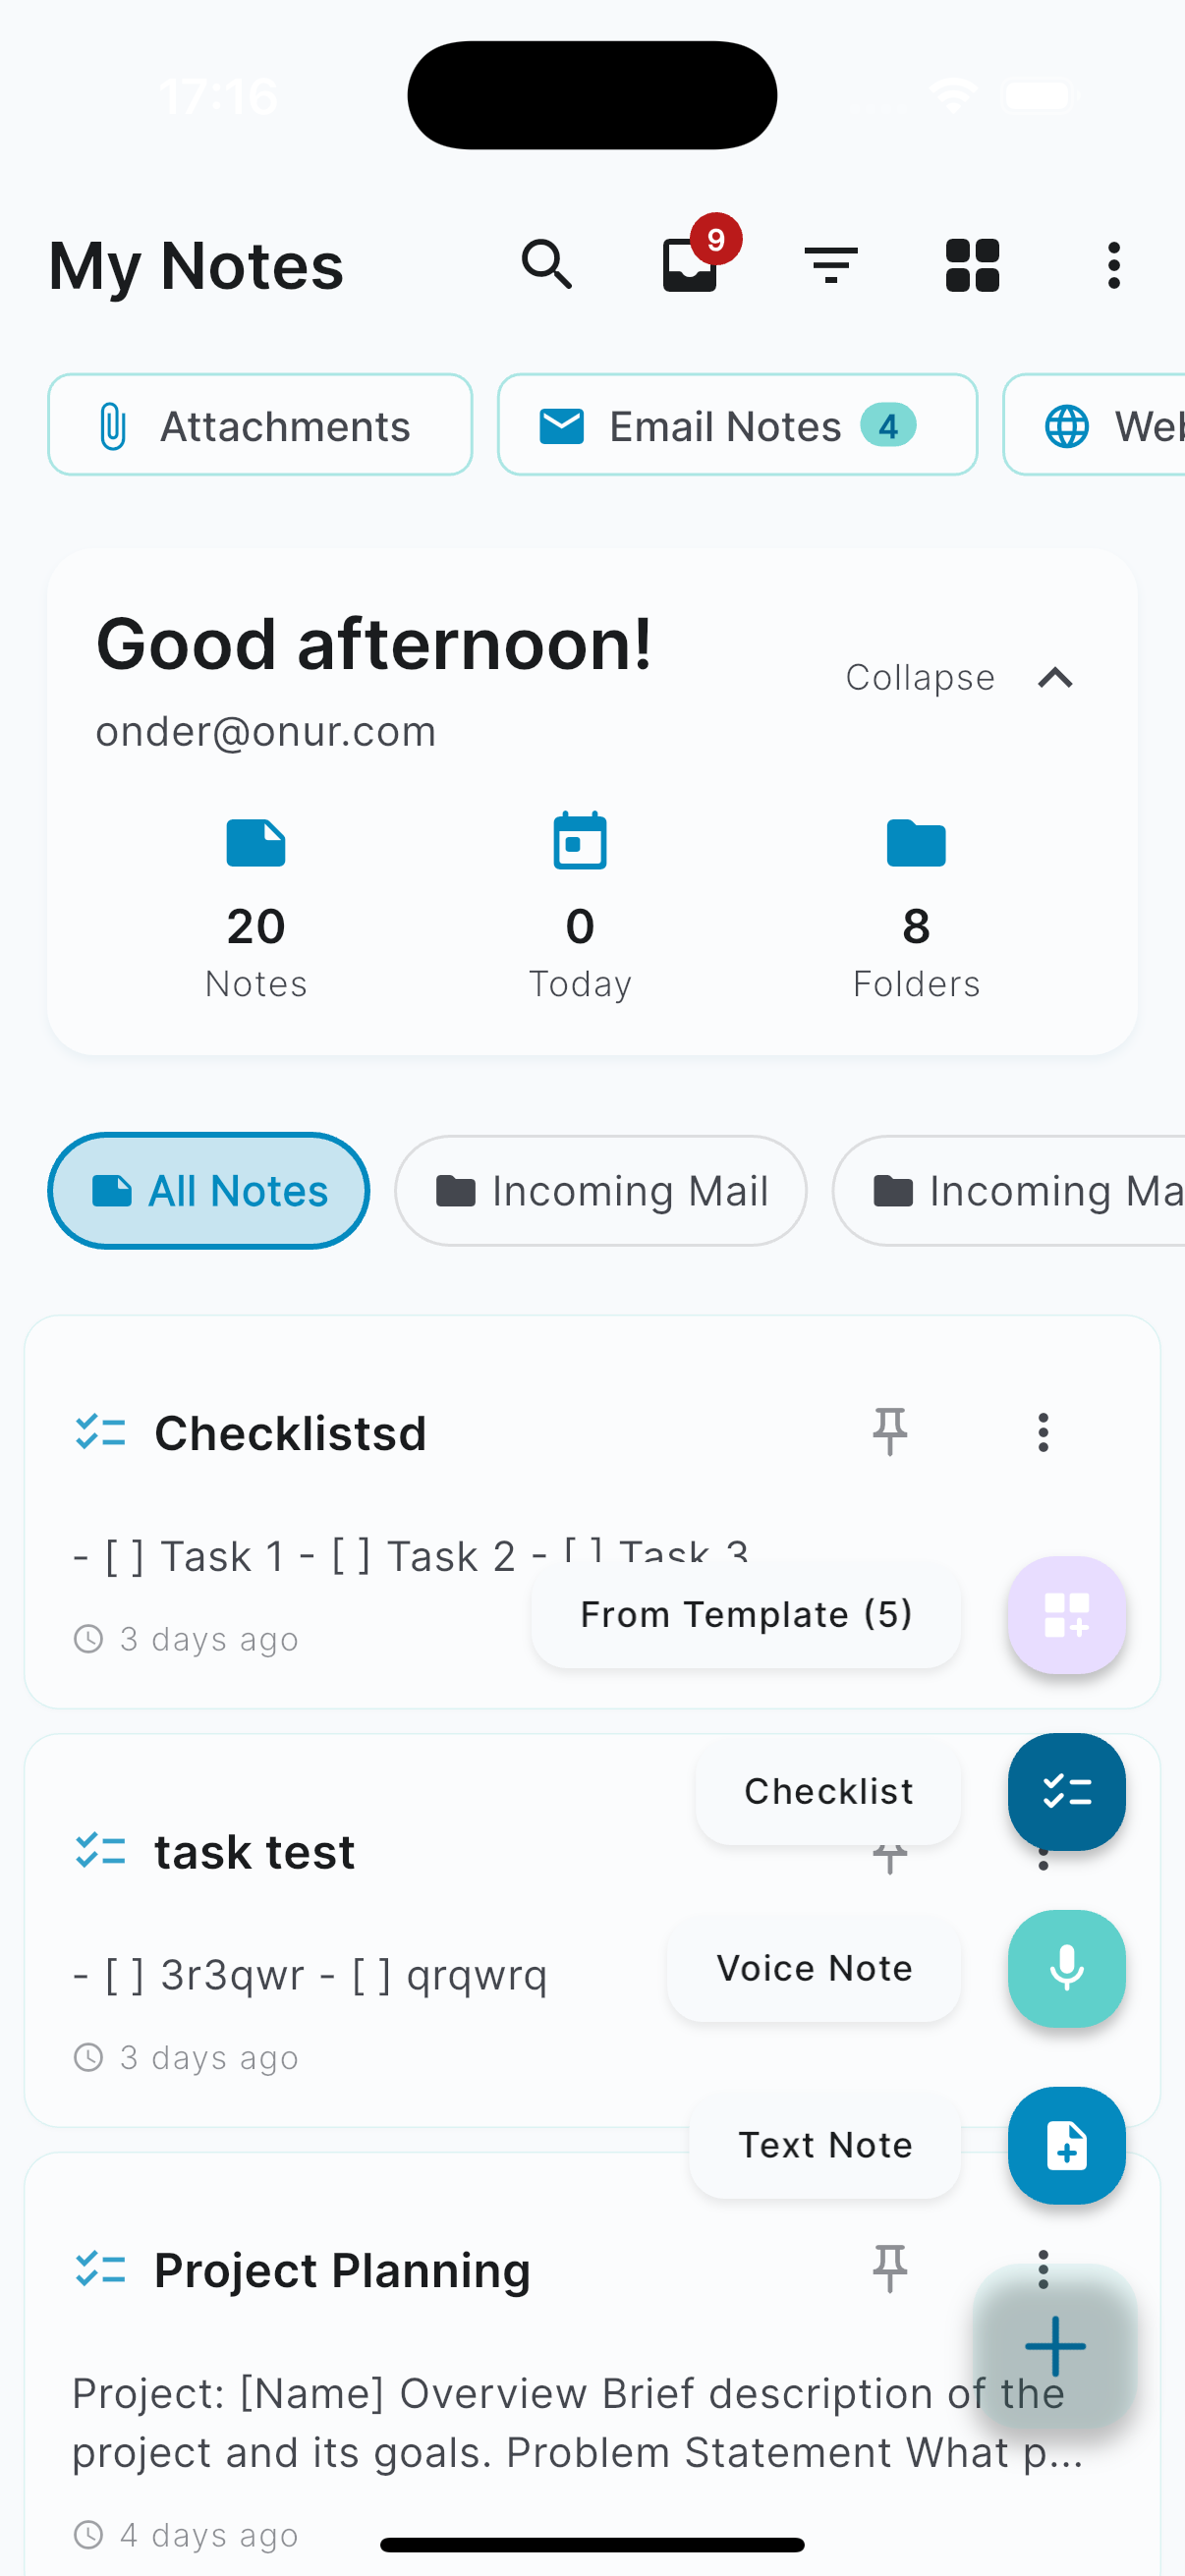 17:16
My Notes
9
Attachments
Email Notes 4
Web
Good afternoon!
onder@onur.com
Collapse
20
Notes
0
Today
8
Folders
All Notes
Incoming Mail
Incoming Ma
Checklistsd
- [ ] Task 1 - [ ] Task 2 - [ ] Task 3
3 days ago
From Template (5)
Checklist
task test
- [ ] 3r3qwr - [ ] qrqwrq
Voice Note
3 days ago
Text Note
Project Planning
Project: [Name] Overview Brief description of the
project and its goals. Problem Statement What p...
4 days ago